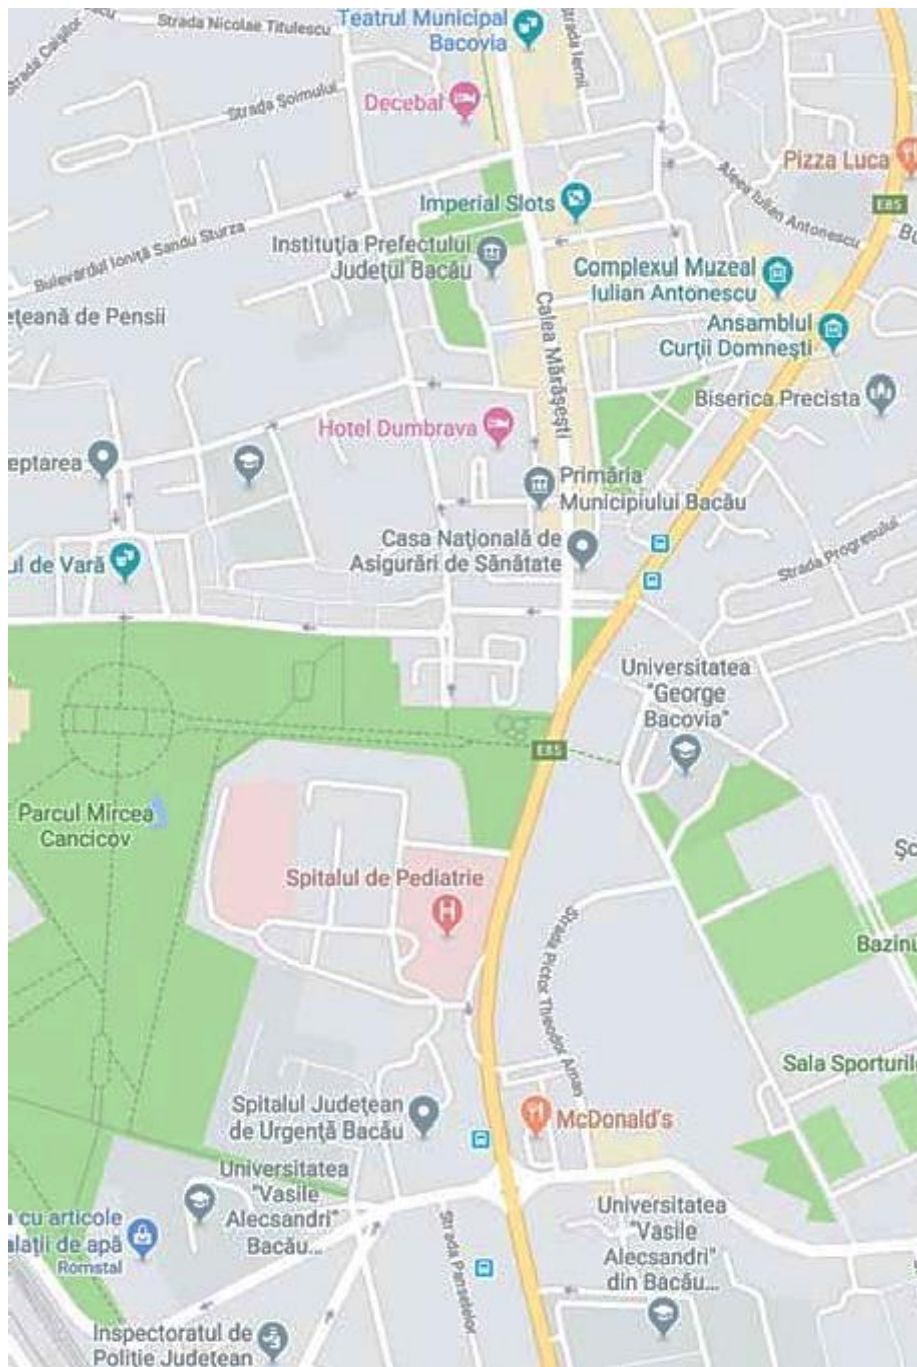 Strada Nicolae Titulescu
Teatrul Municipal
Bacovia
Strada Iernii
Strada Caișilor
Strada Șoimului
Decebal
Pizza Luca
Aleea Iulian Antonescu
E85
Imperial Slots
Bulevardul Ioniță Sandu Sturza
Instituția Prefectului
Județul Bacău
Complexul Muzeal
Iulian Antonescu
ețeană de Pensii
Calea Mărășești
Ansamblul
Curții Domnești
Biserica Precista
Hotel Dumbrava
eptarea
Primăria
Municipiului Bacău
Casa Națională de
Asigurări de Sănătate
Strada Progresului
ul de Vară
Universitatea
"George
Bacovia"
E85
Parcul Mircea
Cancicov
Spitalul de Pediatrie
H
Strada Pictor Theodor Aman
Bazinu
Sala Sporturil
Spitalul Județean
de Urgență Bacău
McDonald's
Universitatea
"Vasile
Alecsandri"
Bacău...
Universitatea
"Vasile
Alecsandri"
din Bacău...
a cu articole
alații de apă
Romstal
Strada Panselelor
Inspectoratul de
Poliție Județean